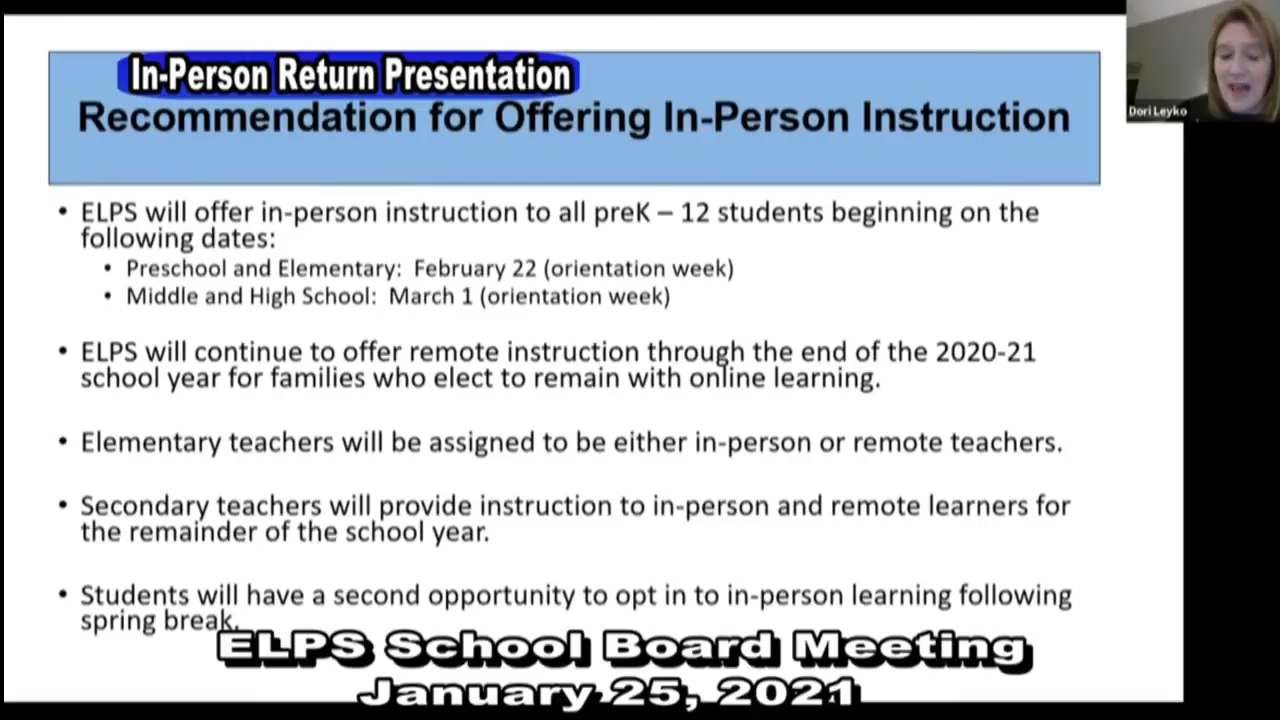 In-Person Return Presentation
Recommendation for Offering In-Person Instruction
Dori Leyko
• ELPS will offer in-person instruction to all preK – 12 students beginning on the
following dates:
• Preschool and Elementary: February 22 (orientation week)
• Middle and High School: March 1 (orientation week)
• ELPS will continue to offer remote instruction through the end of the 2020-21
school year for families who elect to remain with online learning.
• Elementary teachers will be assigned to be either in-person or remote teachers.
• Secondary teachers will provide instruction to in-person and remote learners for
the remainder of the school year.
• Students will have a second opportunity to opt in to in-person learning following
spring break.
ELPS School Board Meeting
January 25, 2021